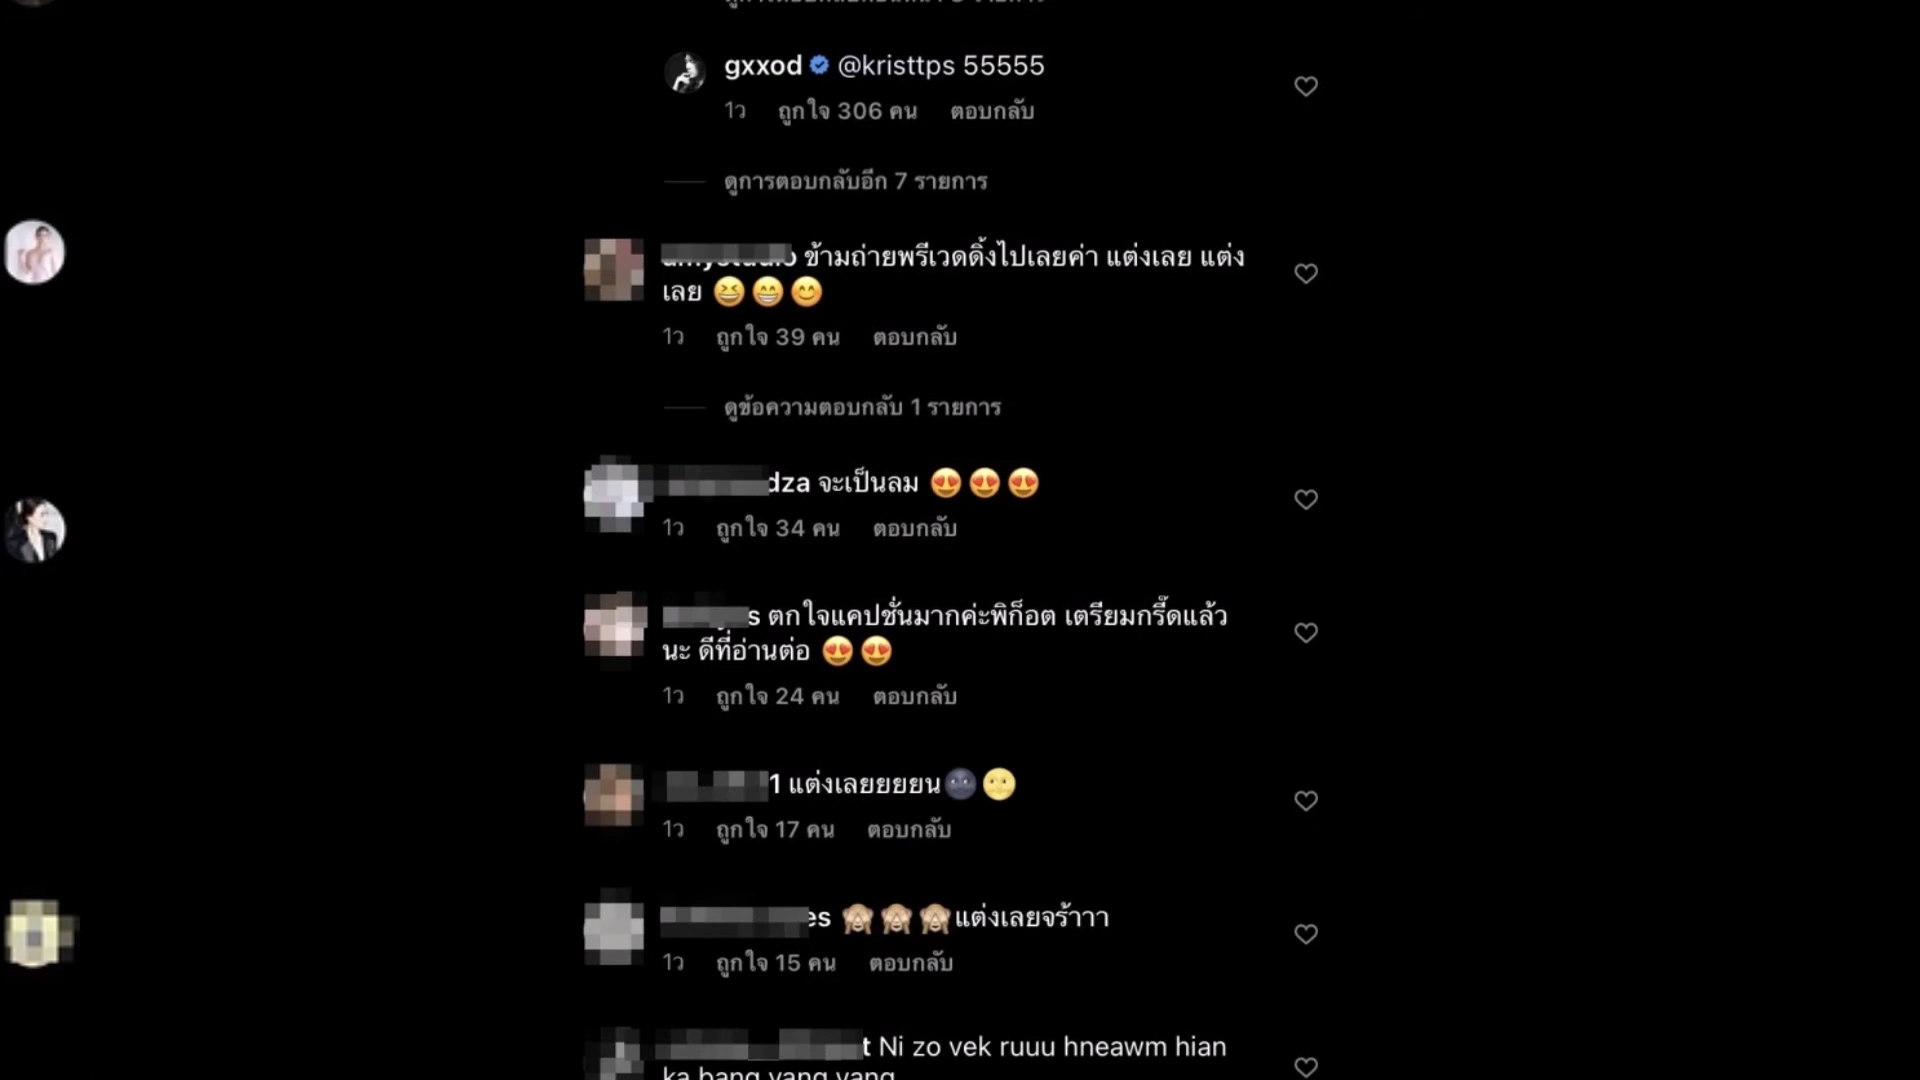 gxxod @kristtps 55555
1ว ถูกใจ 306 คน ตอบกลับ
ดูการตอบกลับอีก 7 รายการ
ข้ามถ่ายพรีเวดดิ้งไปเลยค่า แต่งเลย แต่ง
เลย 😆😁😊
1ว ถูกใจ 39 คน ตอบกลับ
ดูข้อความตอบกลับ 1 รายการ
dza จะเป็นลม 😍😍😍
1ว ถูกใจ 34 คน ตอบกลับ
s ตกใจแคปชั่นมากค่ะพิก็อต เตรียมกรี๊ดแล้ว
นะ ดีที่อ่านต่อ 😍😍
1ว ถูกใจ 24 คน ตอบกลับ
1 แต่งเลยยยยน🌚🌝
1ว ถูกใจ 17 คน ตอบกลับ
es 🙈🙈🙈แต่งเลยจร้าาา
1ว ถูกใจ 15 คน ตอบกลับ
t Ni zo vek ruuu hneawm hian
ka bang vang vang